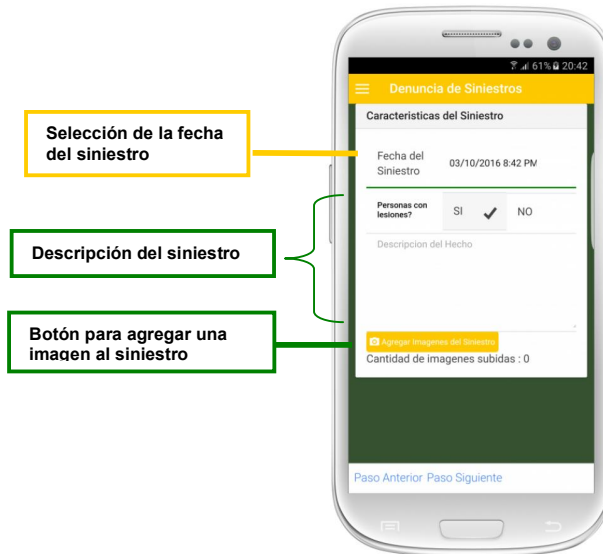 61% 20:42
Denuncia de Siniestros
Caracteristicas del Siniestro
Selección de la fecha
del siniestro
Fecha del
Siniestro
03/10/2016 8:42 PM
Personas con
lesiones?
SI
NO
Descripción del siniestro
Descripcion del Hecho
Botón para agregar una
imagen al siniestro
Agregar Imagenes del Siniestro
Cantidad de imagenes subidas : 0
Paso Anterior Paso Siguiente